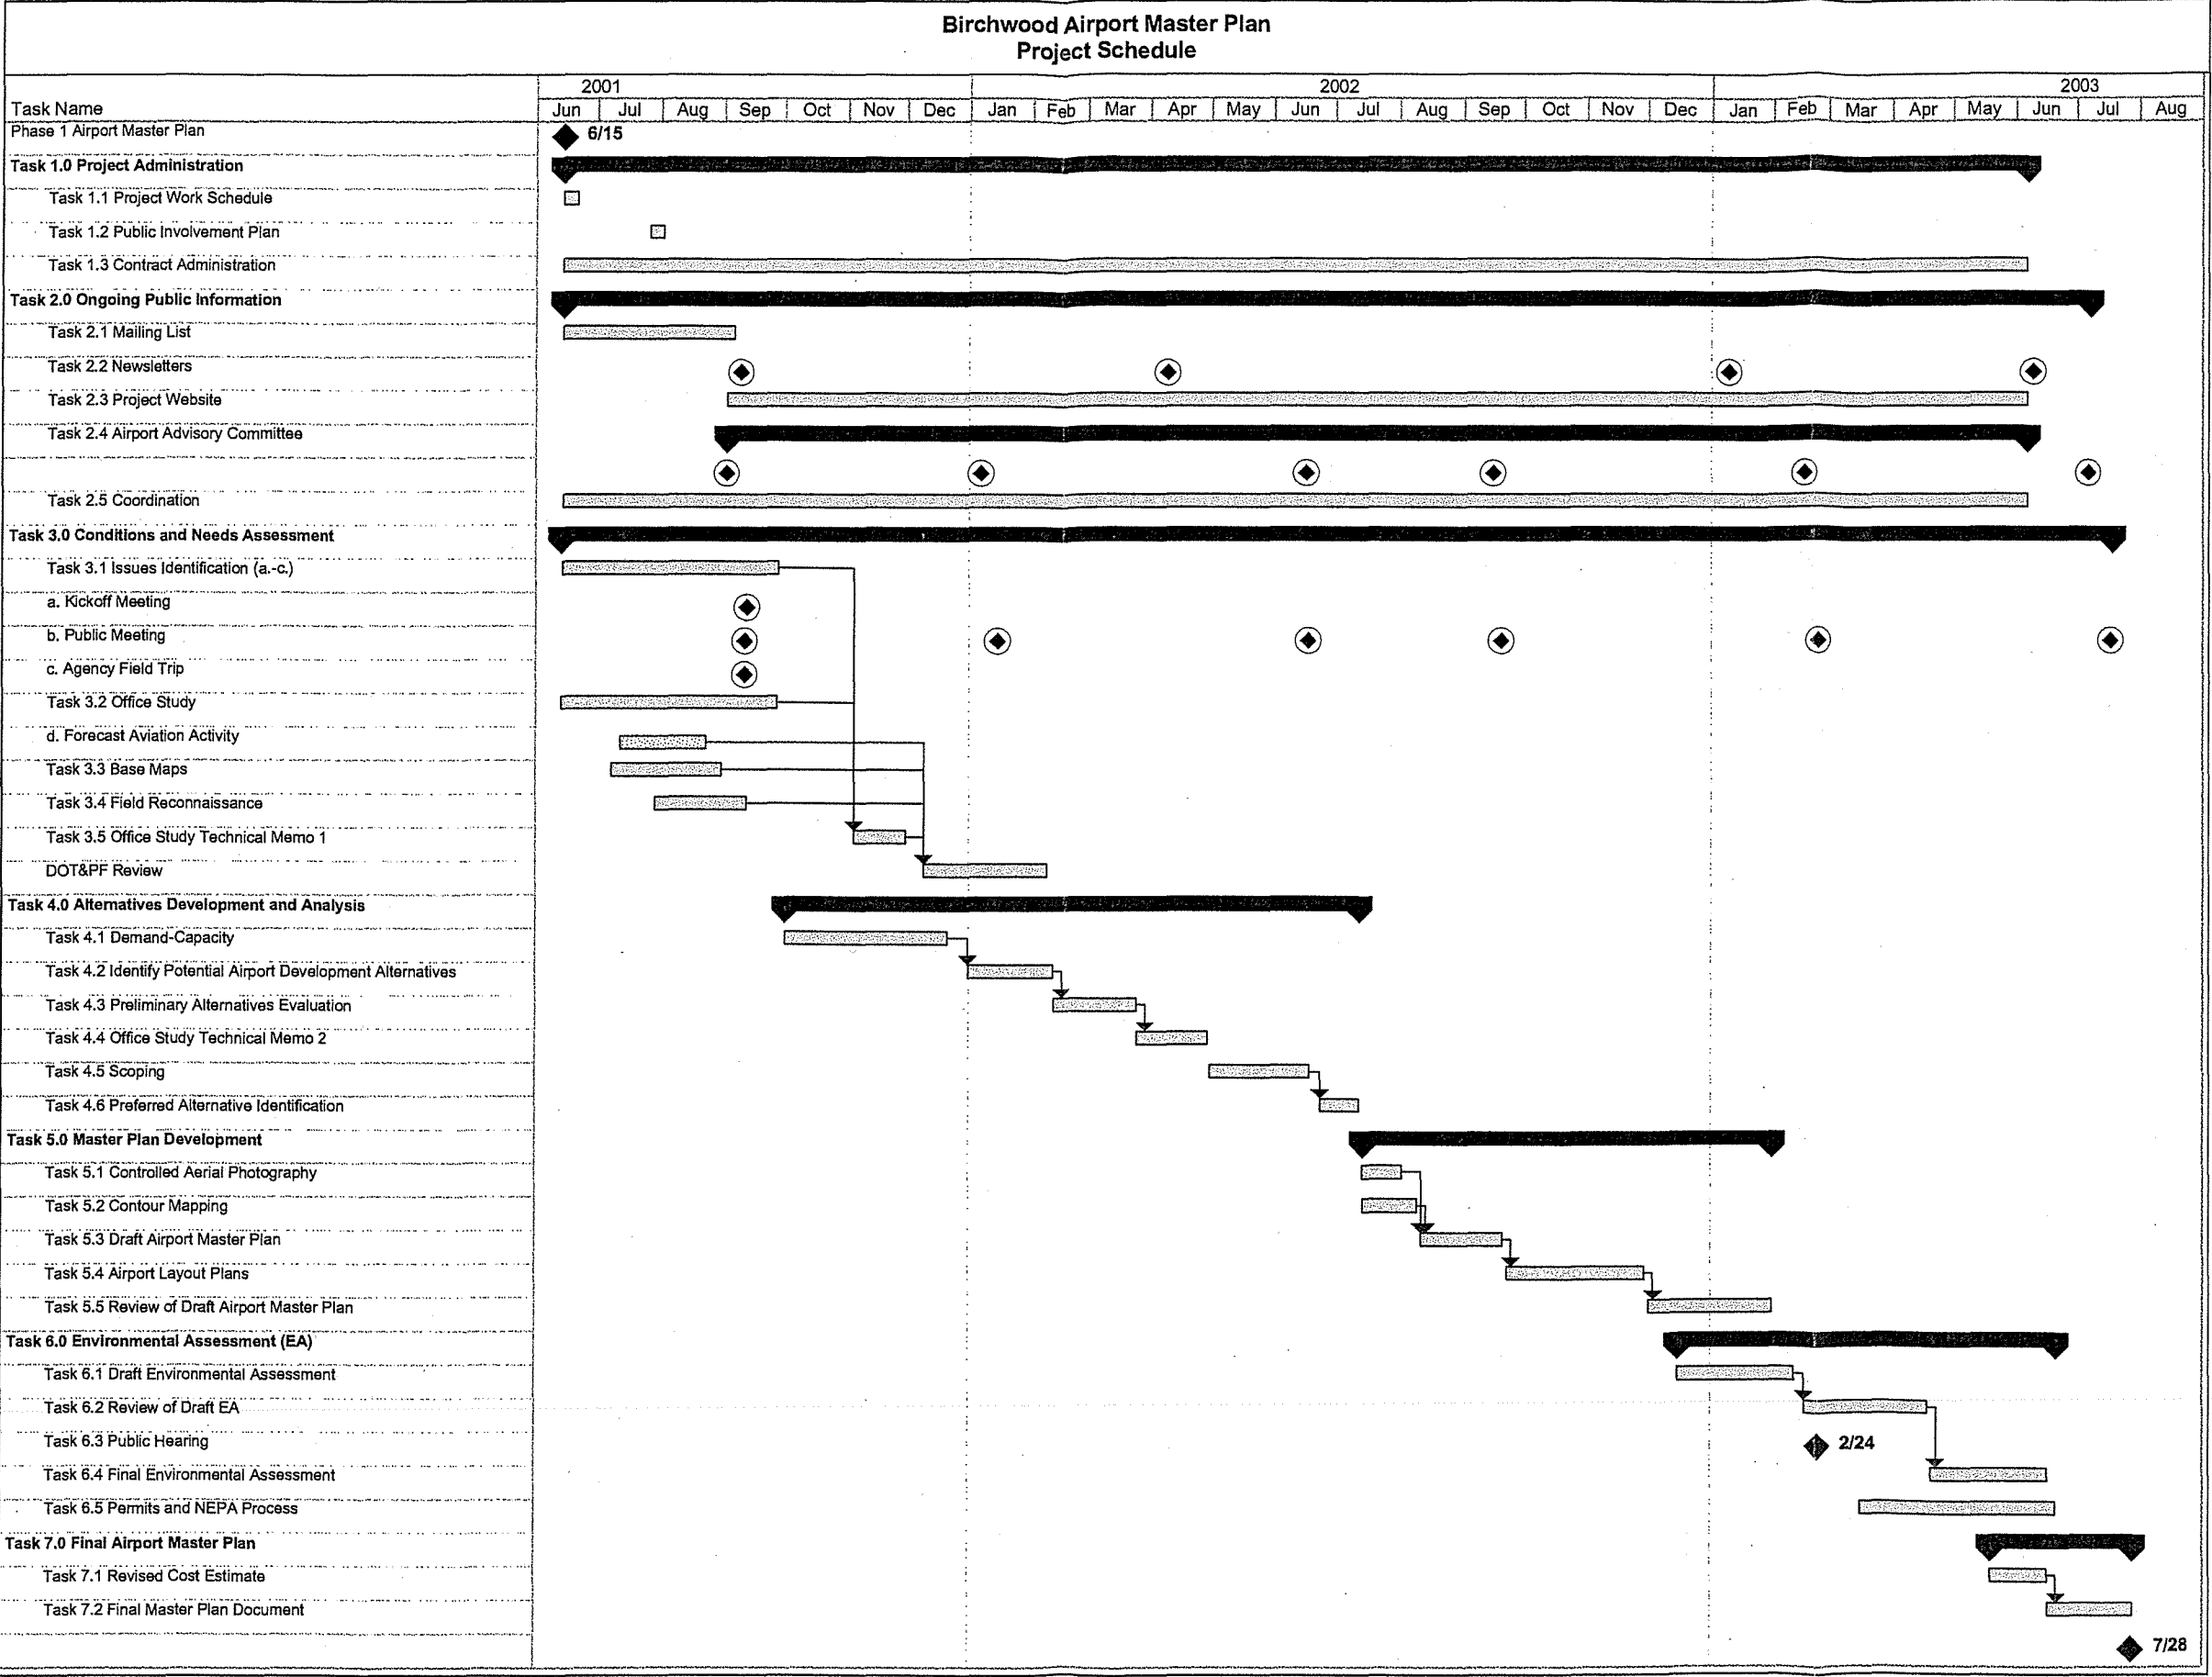 Birchwood Airport Master Plan
Project Schedule
2001 2002 2003
Task Name Jun Jul Aug Sep Oct Nov Dec Jan Feb Mar Apr May Jun Jul Aug Sep Oct Nov Dec Jan Feb Mar Apr May Jun Jul Aug
Phase 1 Airport Master Plan 6/15
Task 1.0 Project Administration
Task 1.1 Project Work Schedule
Task 1.2 Public Involvement Plan
Task 1.3 Contract Administration
Task 2.0 Ongoing Public Information
Task 2.1 Mailing List
Task 2.2 Newsletters
Task 2.3 Project Website
Task 2.4 Airport Advisory Committee
Task 2.5 Coordination
Task 3.0 Conditions and Needs Assessment
Task 3.1 Issues Identification (a.-c.)
a. Kickoff Meeting
b. Public Meeting
c. Agency Field Trip
Task 3.2 Office Study
d. Forecast Aviation Activity
Task 3.3 Base Maps
Task 3.4 Field Reconnaissance
Task 3.5 Office Study Technical Memo 1
DOT&PF Review
Task 4.0 Alternatives Development and Analysis
Task 4.1 Demand-Capacity
Task 4.2 Identify Potential Airport Development Alternatives
Task 4.3 Preliminary Alternatives Evaluation
Task 4.4 Office Study Technical Memo 2
Task 4.5 Scoping
Task 4.6 Preferred Alternative Identification
Task 5.0 Master Plan Development
Task 5.1 Controlled Aerial Photography
Task 5.2 Contour Mapping
Task 5.3 Draft Airport Master Plan
Task 5.4 Airport Layout Plans
Task 5.5 Review of Draft Airport Master Plan
Task 6.0 Environmental Assessment (EA)
Task 6.1 Draft Environmental Assessment
Task 6.2 Review of Draft EA
Task 6.3 Public Hearing 2/24
Task 6.4 Final Environmental Assessment
Task 6.5 Permits and NEPA Process
Task 7.0 Final Airport Master Plan
Task 7.1 Revised Cost Estimate
Task 7.2 Final Master Plan Document
7/28